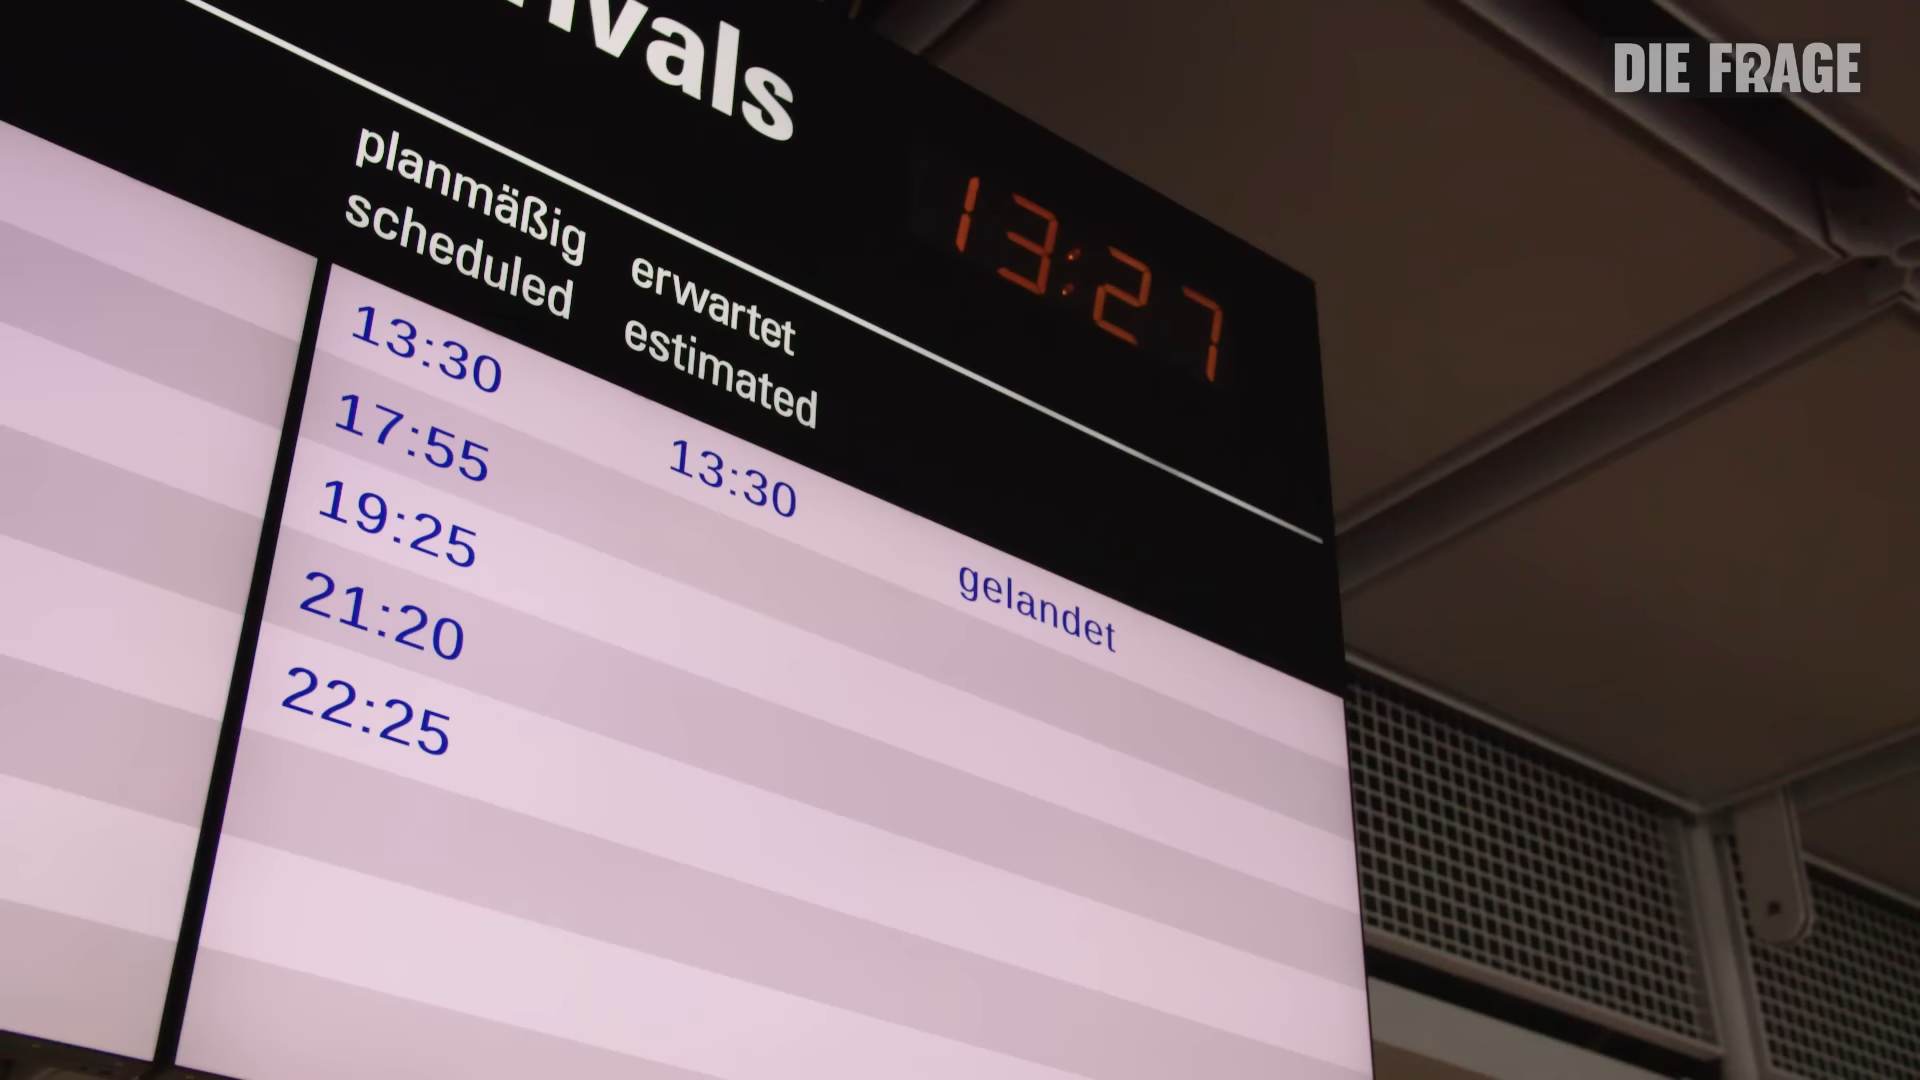 DIE FRAGE
rivals
13:27
planmäßig erwartet
scheduled estimated
13:30 13:30 gelandet
17:55
19:25
21:20
22:25